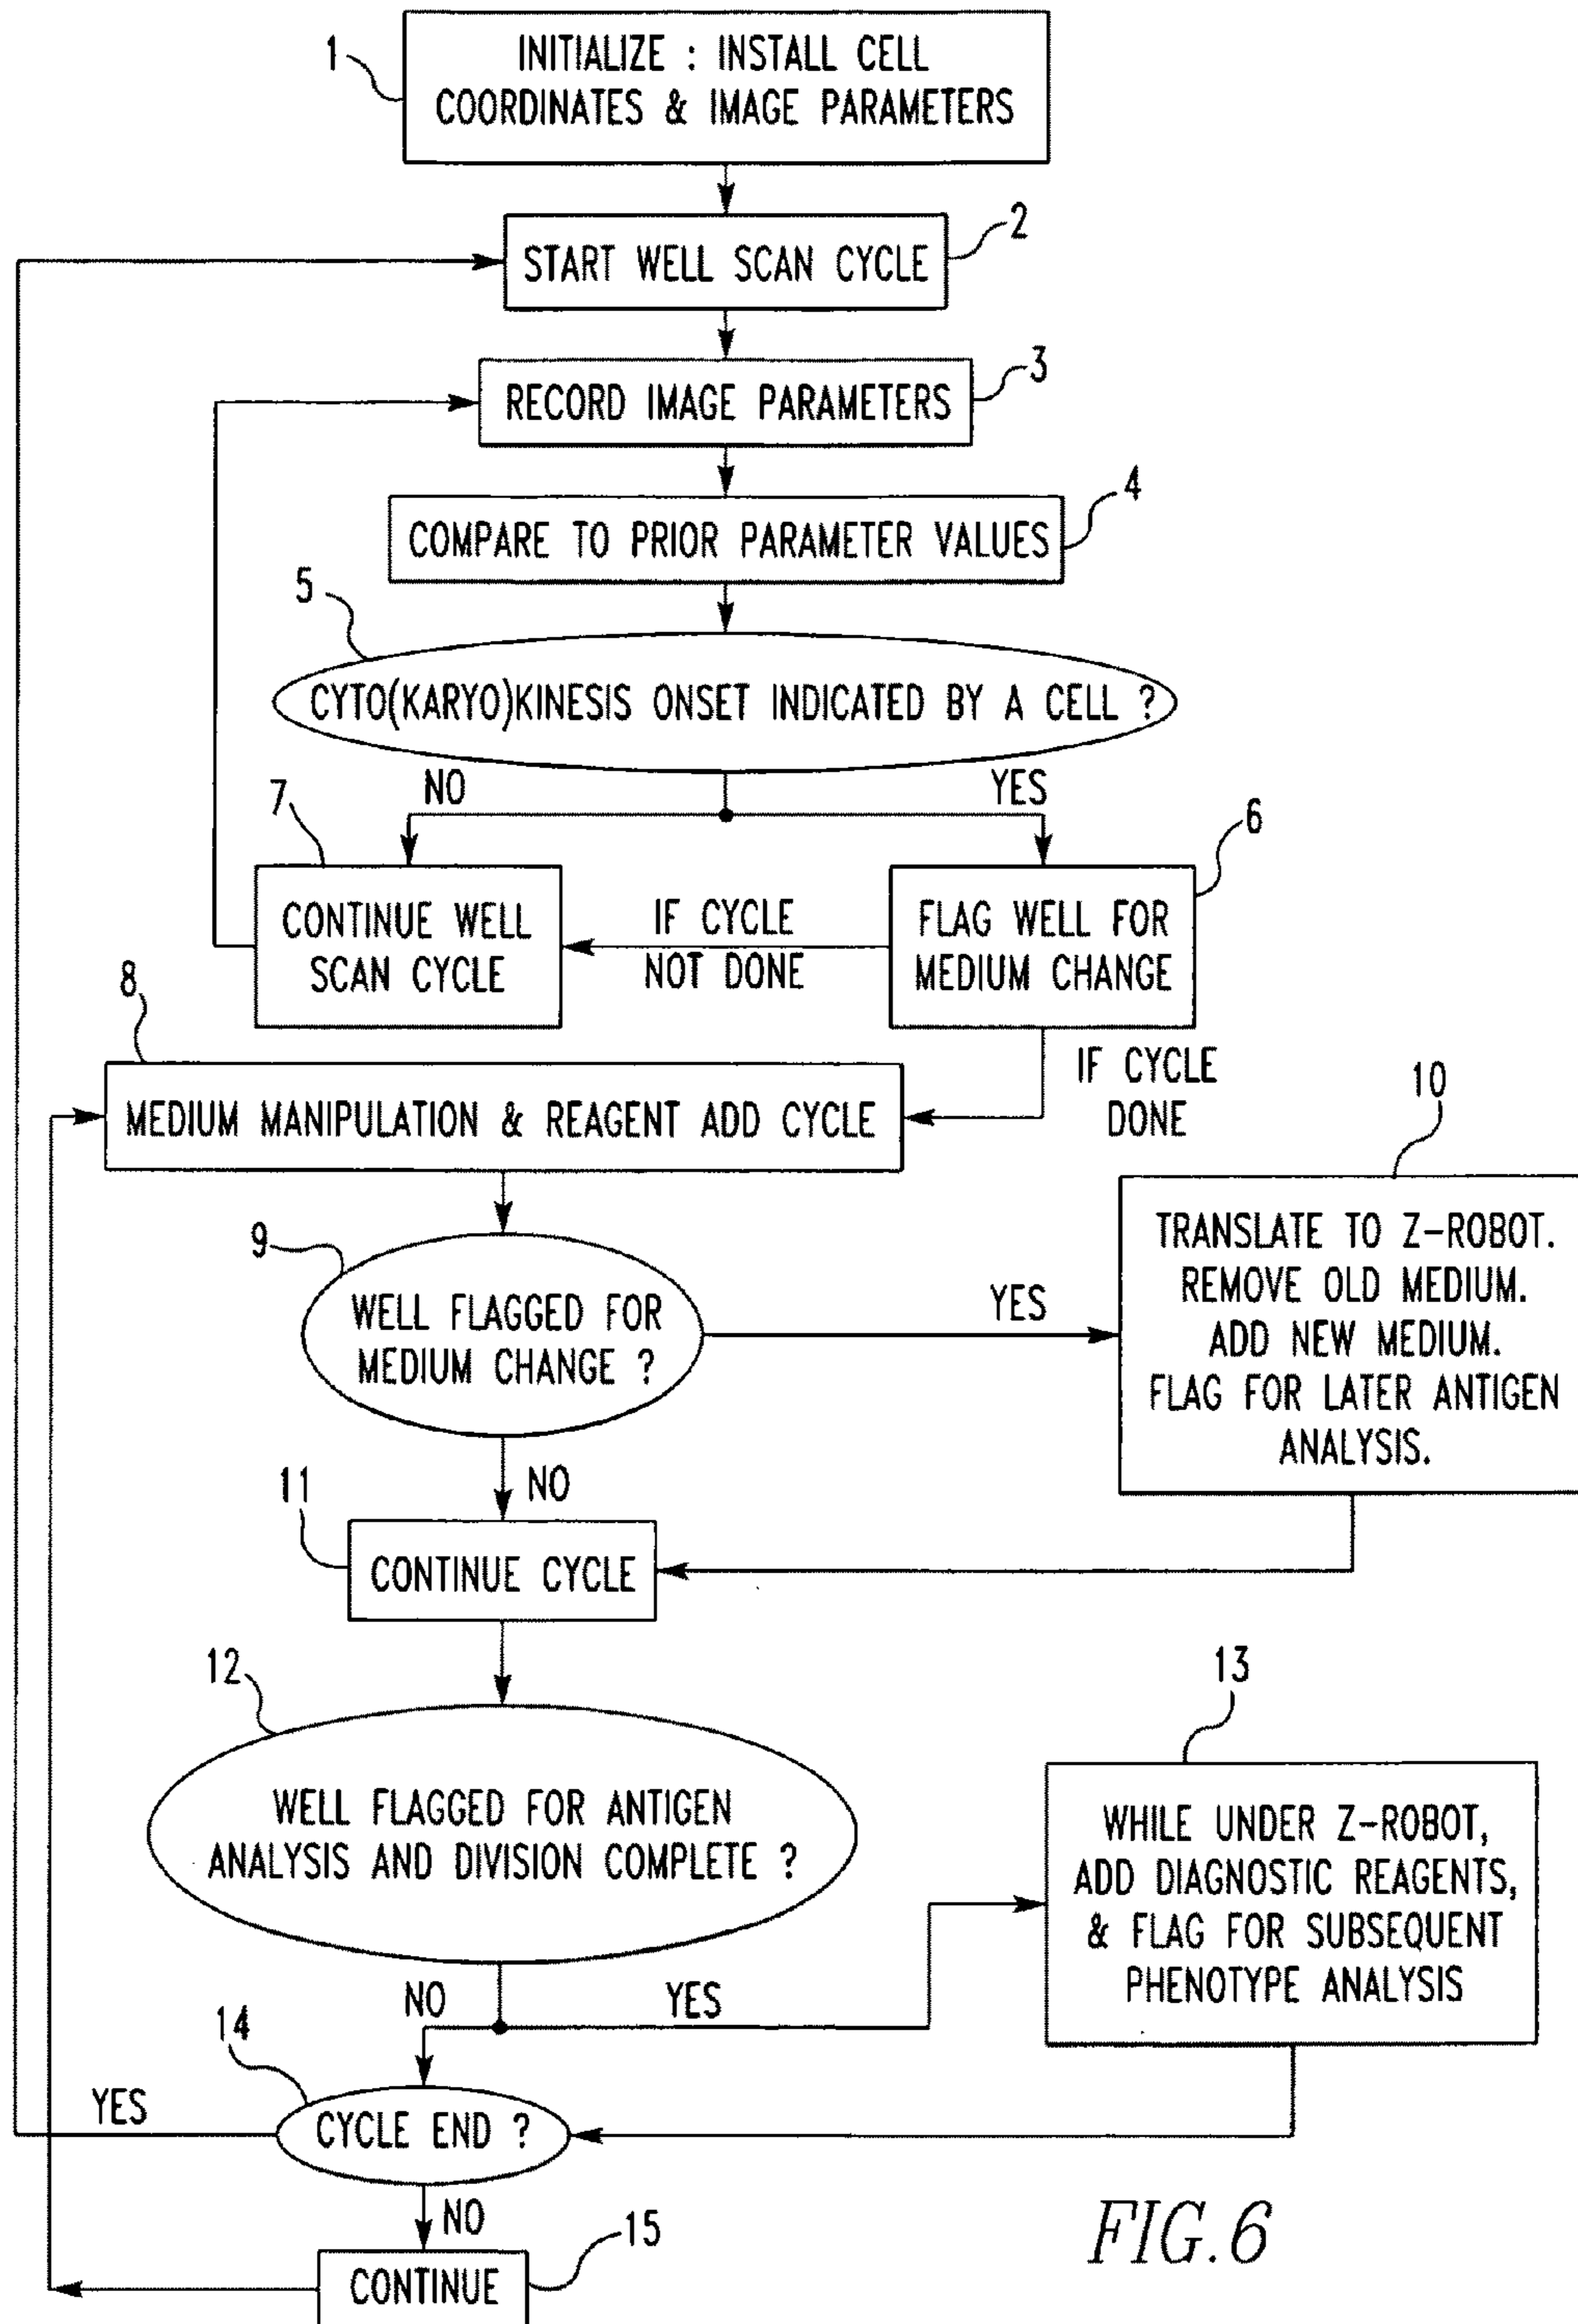 1
INITIALIZE : INSTALL CELL
COORDINATES & IMAGE PARAMETERS
2
START WELL SCAN CYCLE
3
RECORD IMAGE PARAMETERS
4
COMPARE TO PRIOR PARAMETER VALUES
5
CYTO(KARYO)KINESIS ONSET INDICATED BY A CELL ?
NO
YES
7
6
CONTINUE WELL
SCAN CYCLE
IF CYCLE
NOT DONE
FLAG WELL FOR
MEDIUM CHANGE
8
IF CYCLE
DONE
MEDIUM MANIPULATION & REAGENT ADD CYCLE
10
9
WELL FLAGGED FOR
MEDIUM CHANGE ?
YES
TRANSLATE TO Z-ROBOT.
REMOVE OLD MEDIUM.
ADD NEW MEDIUM.
FLAG FOR LATER ANTIGEN
ANALYSIS.
NO
11
CONTINUE CYCLE
12
WELL FLAGGED FOR ANTIGEN
ANALYSIS AND DIVISION COMPLETE ?
13
WHILE UNDER Z-ROBOT,
ADD DIAGNOSTIC REAGENTS,
& FLAG FOR SUBSEQUENT
PHENOTYPE ANALYSIS
NO
YES
14
YES
CYCLE END ?
NO
15
CONTINUE
FIG. 6